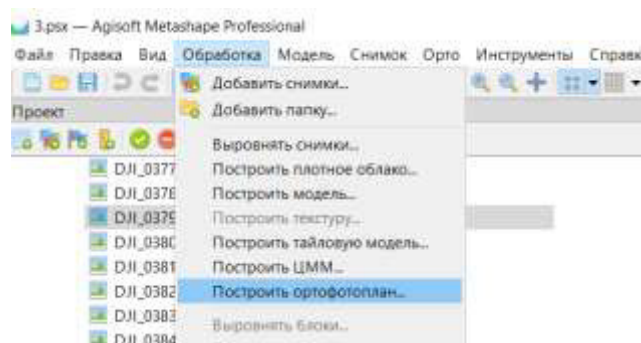 3.psx — Agisoft Metashape Professional
Файл Правка Вид Обработка Модель Снимок Орто Инструменты Справк
Добавить снимки...
Проект
Добавить папку...
Выровнять снимки...
DJI_0377
Построить плотное облако...
DJI_0378
Построить модель...
DJI_0379
Построить текстуру...
DJI_0380
Построить тайловую модель...
DJI_0381
Построить ЦММ...
DJI_0382
Построить ортофотоплан...
DJI_0383
Выровнять блоки...
DJI_0384